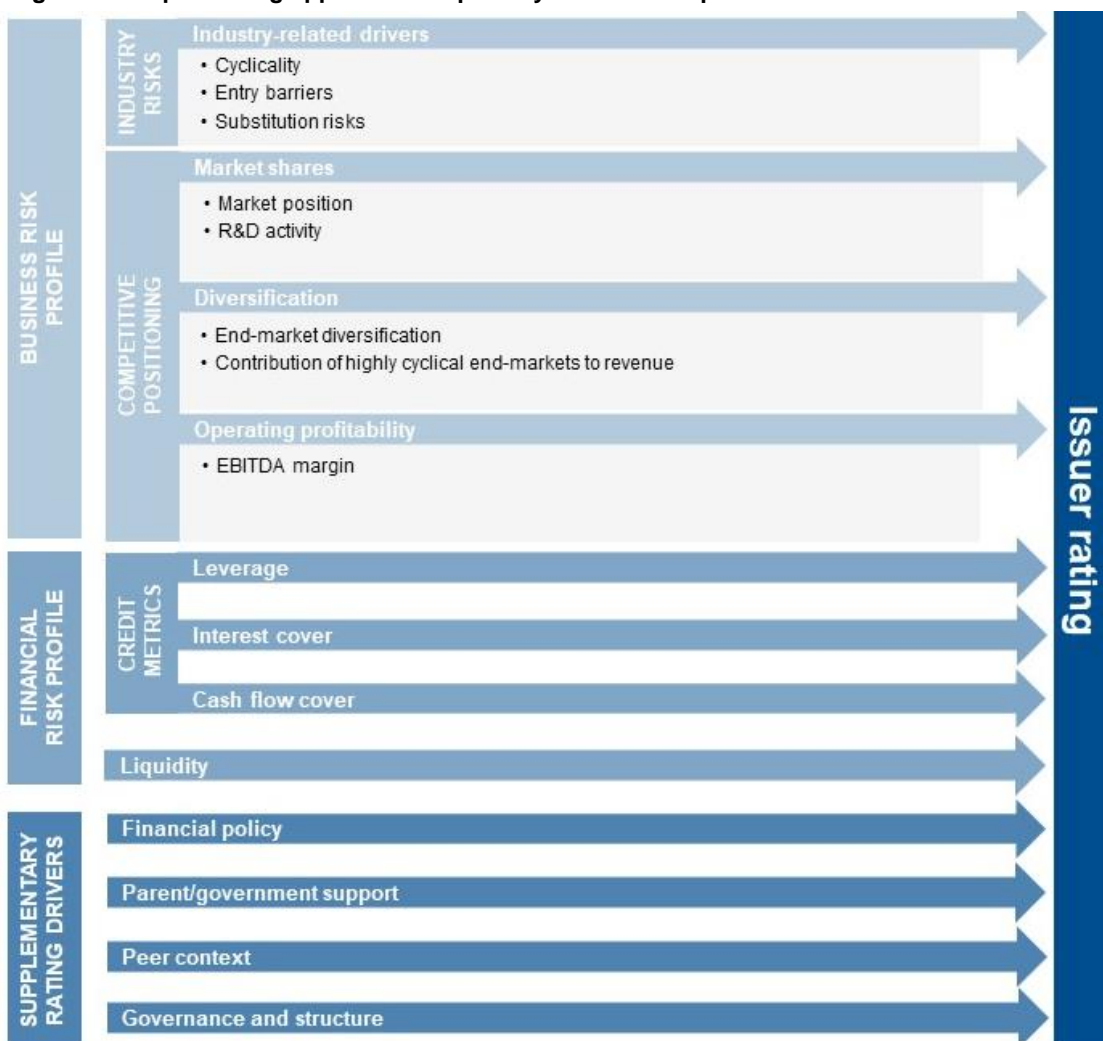 Industry-related drivers
INDUSTRY
RISKS
• Cyclicality
• Entry barriers
• Substitution risks
BUSINESS RISK
PROFILE
COMPETITIVE
POSITIONING
Market shares
• Market position
• R&D activity
Diversification
• End-market diversification
• Contribution of highly cyclical end-markets to revenue
Operating profitability
• EBITDA margin
FINANCIAL
RISK PROFILE
CREDIT
METRICS
Leverage
Interest cover
Cash flow cover
Liquidity
SUPPLEMENTARY
RATING DRIVERS
Financial policy
Parent/government support
Peer context
Governance and structure
Issuer rating